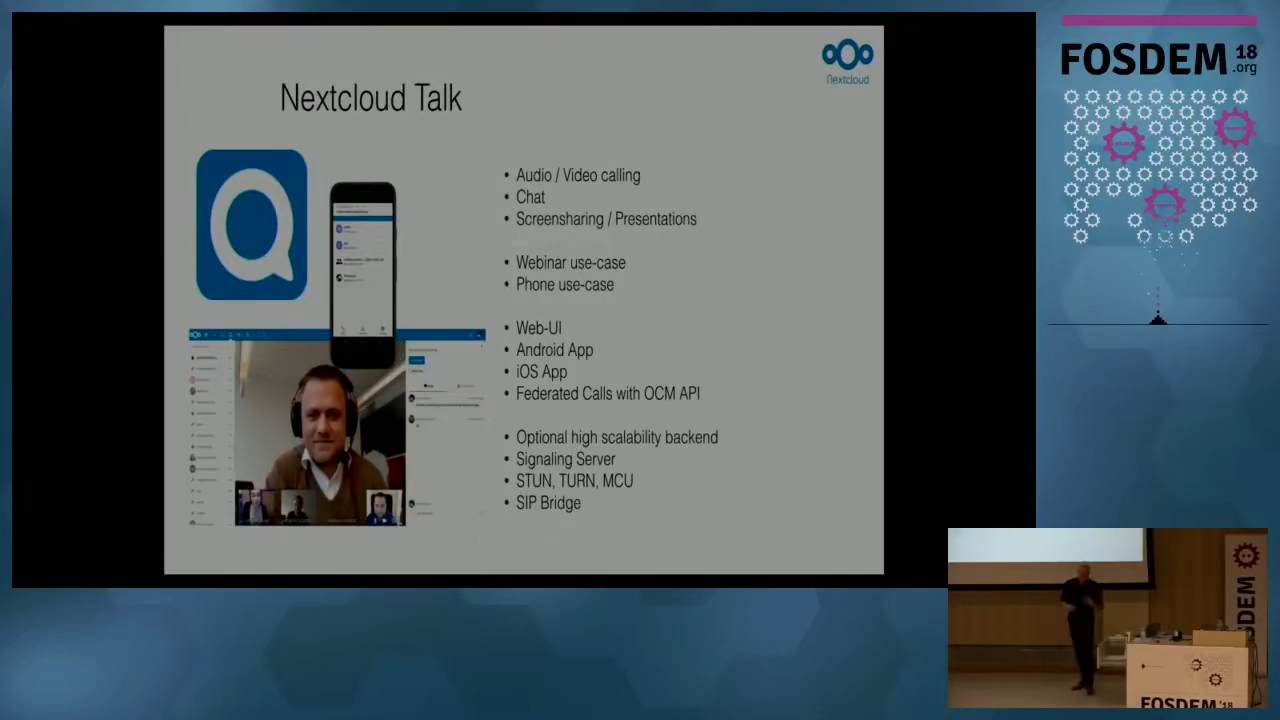 Nextcloud
Nextcloud Talk
• Audio / Video calling
• Chat
• Screensharing / Presentations
• Webinar use-case
• Phone use-case
• Web-UI
• Android App
• iOS App
• Federated Calls with OCM API
• Optional high scalability backend
• Signaling Server
• STUN, TURN, MCU
• SIP Bridge
FOSDEM 18
.org
FOSDEM'18